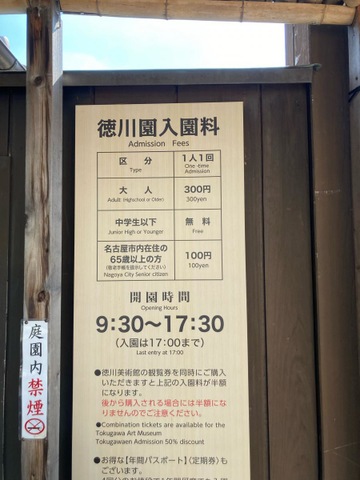 徳川園入園料
Admission Fees
区 分
Type
1人1回
One -time
Admission
大 人
Adult (Highschool or Older)
300円
300yen
中学生以下
Junior High or Younger
無 料
Free
名古屋市内在住の
65歳以上の方
Nagoya City Senior citizen
100円
100yen
開園時間
Opening Hours
9:30～17:30
(入園は17:00まで)
Last entry at 17:00
●徳川美術館の観覧券を同時にご購入
いただきますと上記の入園料が半額
になります。
後から購入される場合には半額にな
りませんのでご注意ください。
●Combination tickets are available for the
Tokugawa Art Museum
Tokugawaen Admission 50% discount
●お得な【年間パスポート】(定期券)も
ございます。
庭園内禁煙